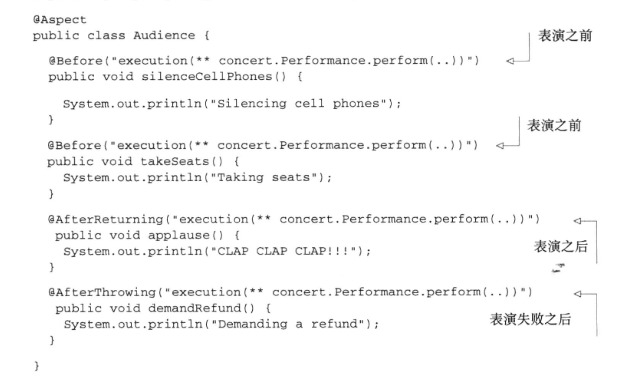 @Aspect
public class Audience {
表演之前
@Before("execution(** concert.Performance.perform(..))")
public void silenceCellPhones() {
System.out.println("Silencing cell phones");
}
表演之前
@Before("execution(** concert.Performance.perform(..))")
public void takeSeats() {
System.out.println("Taking seats");
}
@AfterReturning("execution(** concert.Performance.perform(..))")
public void applause() {
表演之后
System.out.println("CLAP CLAP CLAP!!!");
}
@AfterThrowing("execution(** concert.Performance.perform(..))")
public void demandRefund() {
表演失败之后
System.out.println("Demanding a refund");
}
}